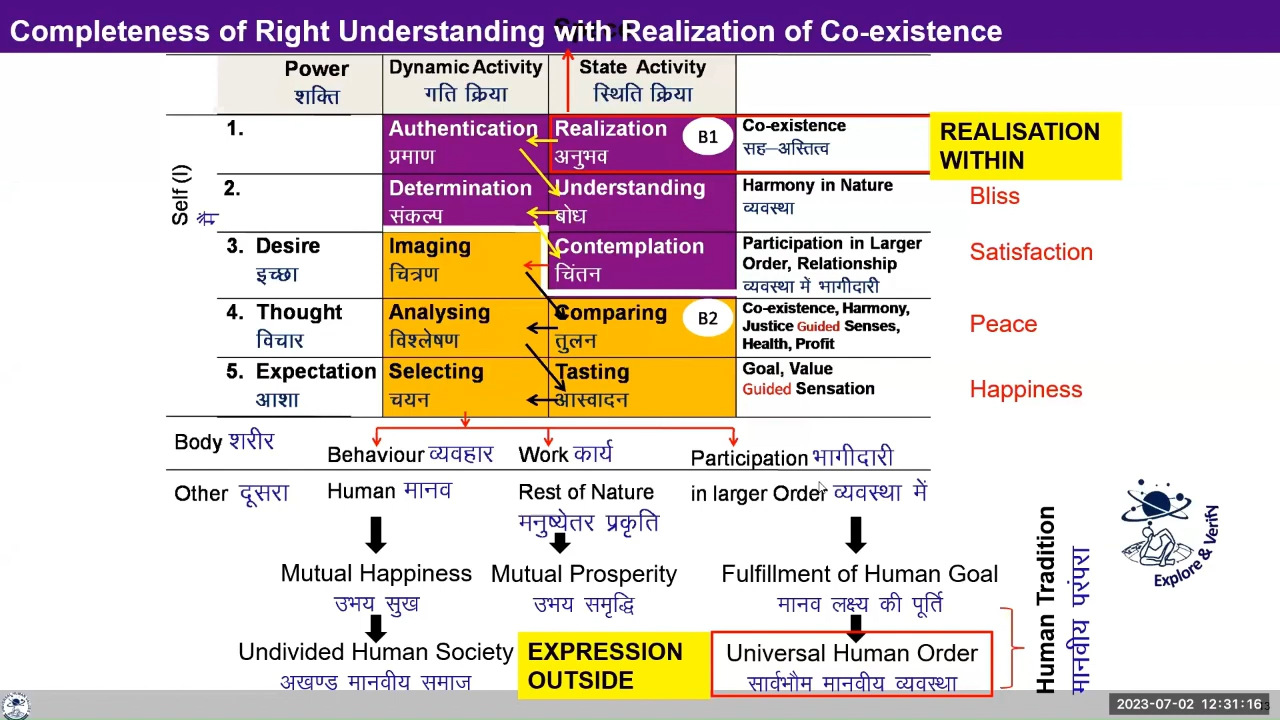 Completeness of Right Understanding with Realization of Co-existence
Power
शक्ति
Dynamic Activity
गति क्रिया
State Activity
स्थिति क्रिया
Self (I)
मैं
1.
Authentication
प्रमाण
Realization
अनुभव
B1
Co-existence
सह–अस्तित्व
REALISATION
WITHIN
2.
Determination
संकल्प
Understanding
बोध
Harmony in Nature
व्यवस्था
Bliss
3. Desire
इच्छा
Imaging
चित्रण
Contemplation
चिंतन
Participation in Larger
Order, Relationship
व्यवस्था में भागीदारी
Satisfaction
4. Thought
विचार
Analysing
विश्लेषण
Comparing
तुलन
B2
Co-existence, Harmony,
Justice Guided Senses,
Health, Profit
Peace
5. Expectation
आशा
Selecting
चयन
Tasting
आस्वादन
Goal, Value
Guided Sensation
Happiness
Body शरीर
Behaviour व्यवहार
Work कार्य
Participation भागीदारी
Other दूसरा
Human मानव
Rest of Nature
मनुष्येतर प्रकृति
in larger Order व्यवस्था में
Mutual Happiness
उभय सुख
Mutual Prosperity
उभय समृद्धि
Fulfillment of Human Goal
मानव लक्ष्य की पूर्ति
Undivided Human Society
अखण्ड मानवीय समाज
EXPRESSION
OUTSIDE
Universal Human Order
सार्वभौम मानवीय व्यवस्था
Human Tradition
मानवीय परंपरा
Explore & Verify
2023-07-02 12:31:16